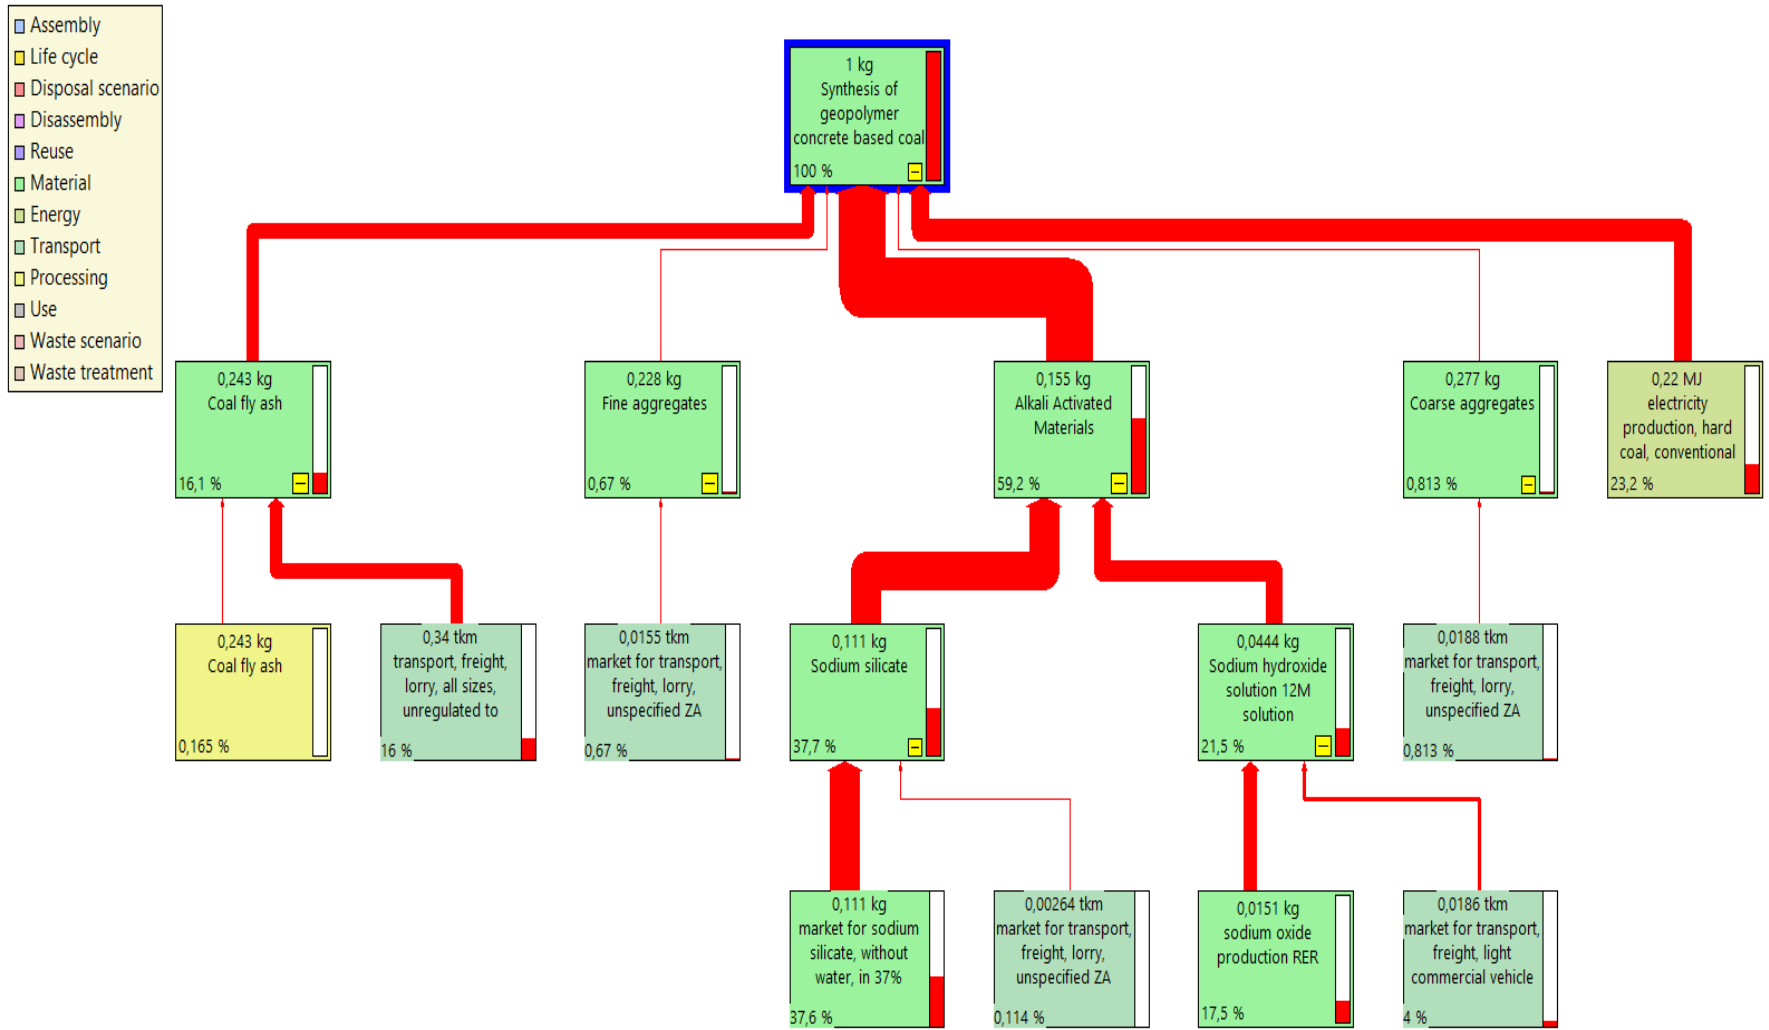 Assembly
Life cycle
Disposal scenario
Disassembly
Reuse
Material
Energy
Transport
Processing
Use
Waste scenario
Waste treatment
1 kg
Synthesis of
geopolymer
concrete based coal
100 %
0,243 kg
Coal fly ash
16,1 %
0,228 kg
Fine aggregates
0,67 %
0,155 kg
Alkali Activated
Materials
59,2 %
0,277 kg
Coarse aggregates
0,813 %
0,22 MJ
electricity
production, hard
coal, conventional
23,2 %
0,243 kg
Coal fly ash
0,165 %
0,34 tkm
transport, freight,
lorry, all sizes,
unregulated to
16 %
0,0155 tkm
market for transport,
freight, lorry,
unspecified ZA
0,67 %
0,111 kg
Sodium silicate
37,7 %
0,0444 kg
Sodium hydroxide
solution 12M
solution
21,5 %
0,0188 tkm
market for transport,
freight, lorry,
unspecified ZA
0,813 %
0,111 kg
market for sodium
silicate, without
water, in 37%
37,6 %
0,00264 tkm
market for transport,
freight, lorry,
unspecified ZA
0,114 %
0,0151 kg
sodium oxide
production RER
17,5 %
0,0186 tkm
market for transport,
freight, light
commercial vehicle
4 %